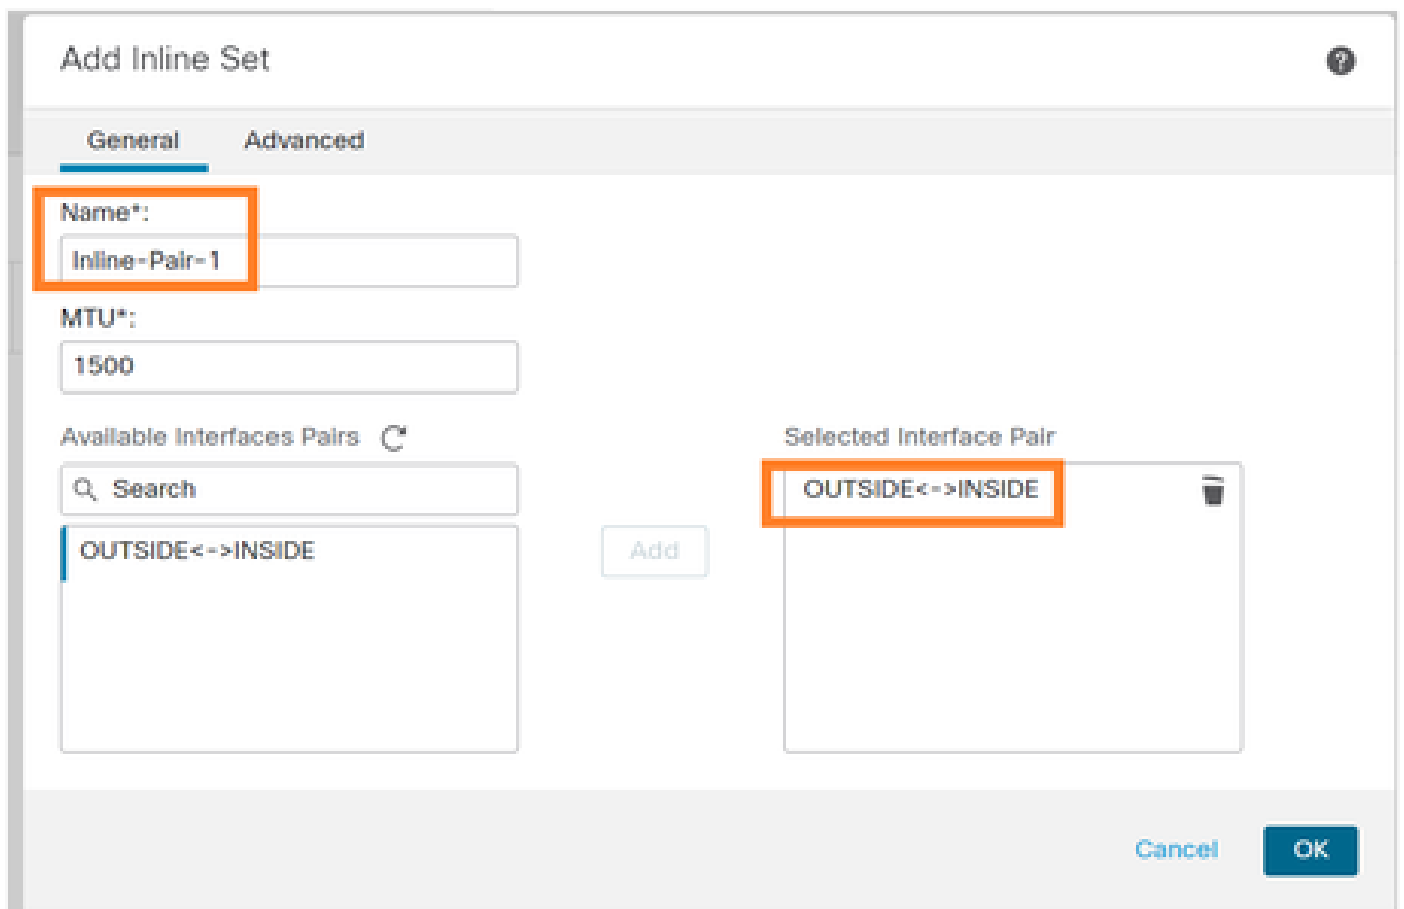 Add Inline Set
?
General Advanced
Name*:
Inline-Pair-1
MTU*:
1500
Available Interfaces Pairs
Selected Interface Pair
Search
OUTSIDE<->INSIDE
OUTSIDE<->INSIDE
Add
Cancel OK